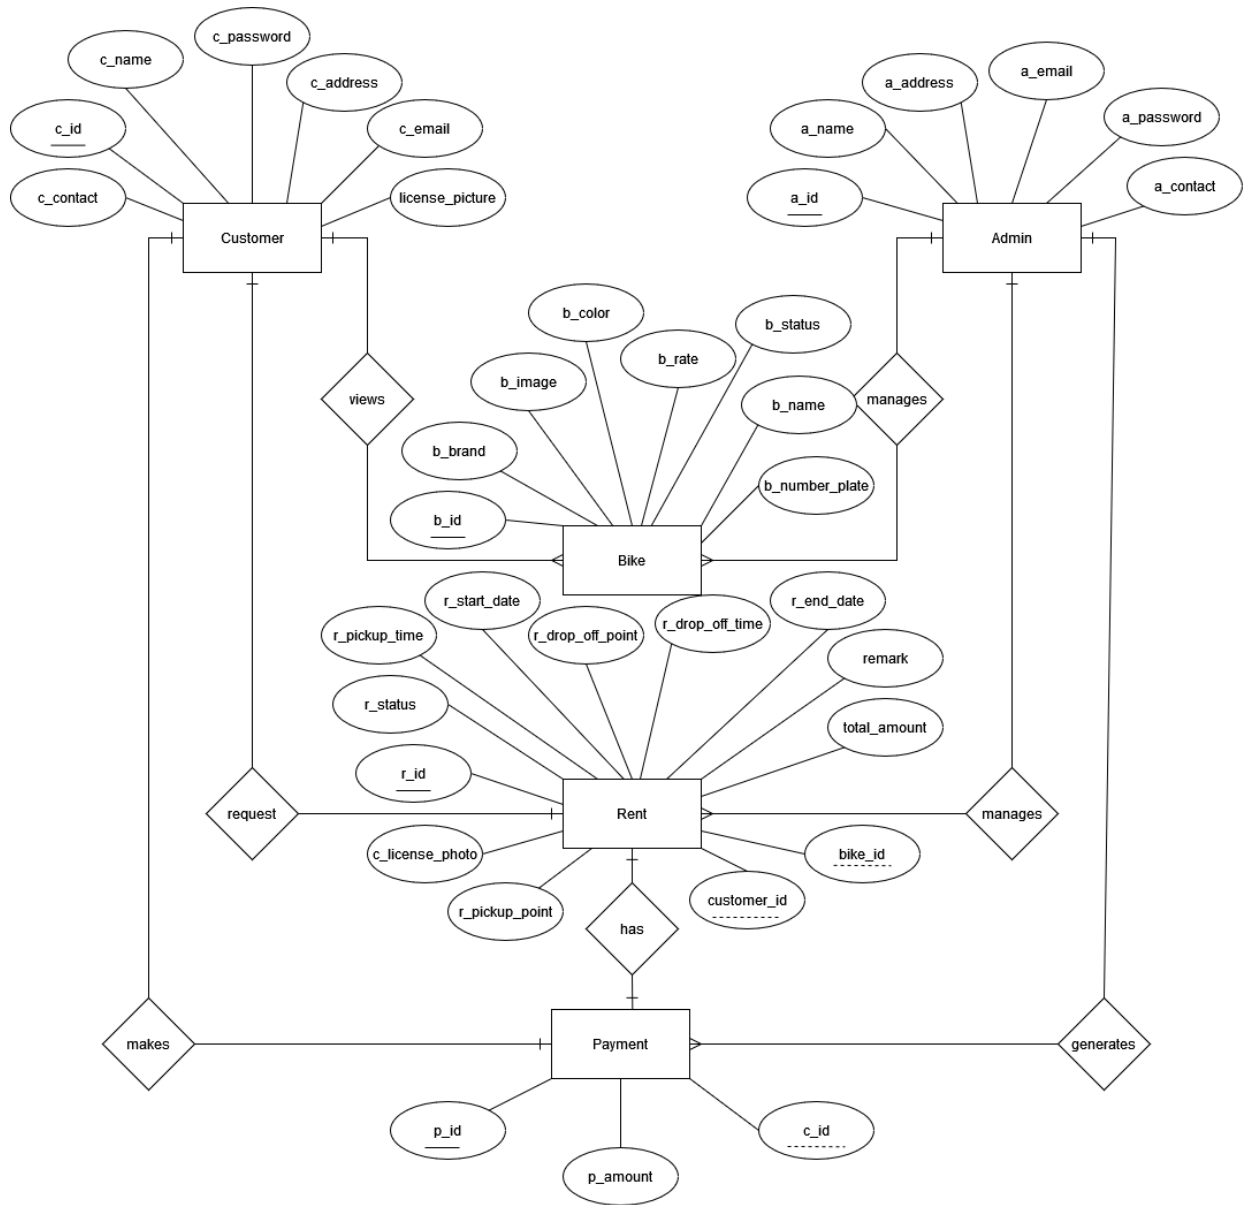 c_password
c_name
c_address
c_id
c_email
c_contact
license_picture
Customer
a_email
a_address
a_password
a_name
a_contact
a_id
Admin
b_color
b_status
b_rate
b_image
b_name
views
manages
b_brand
b_number_plate
b_id
Bike
r_start_date
r_end_date
r_drop_off_time
r_pickup_time
r_drop_off_point
remark
r_status
total_amount
r_id
request
Rent
manages
c_license_photo
bike_id
customer_id
r_pickup_point
has
makes
Payment
generates
p_id
c_id
p_amount